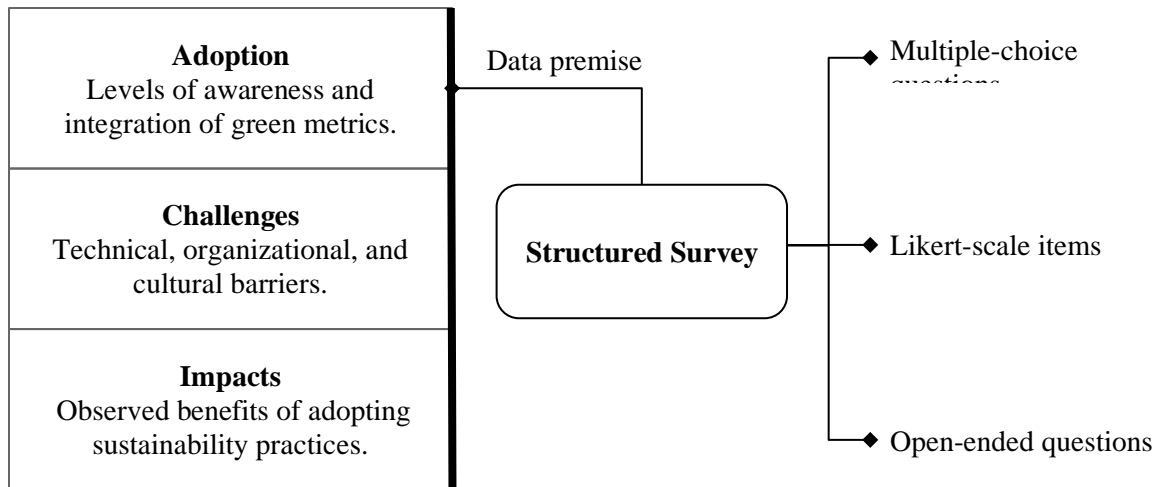 Adoption
Levels of awareness and
integration of green metrics.
Challenges
Technical, organizational, and
cultural barriers.
Impacts
Observed benefits of adopting
sustainability practices.
Data premise
Structured Survey
Multiple-choice
questions
Likert-scale items
Open-ended questions